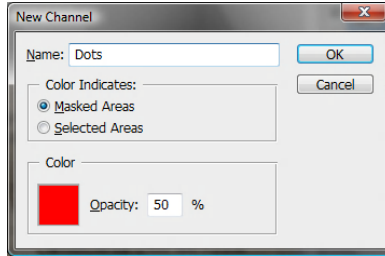 New Channel
Name: Dots
OK
Cancel
Color Indicates:
Masked Areas
Selected Areas
Color
Opacity: 50 %